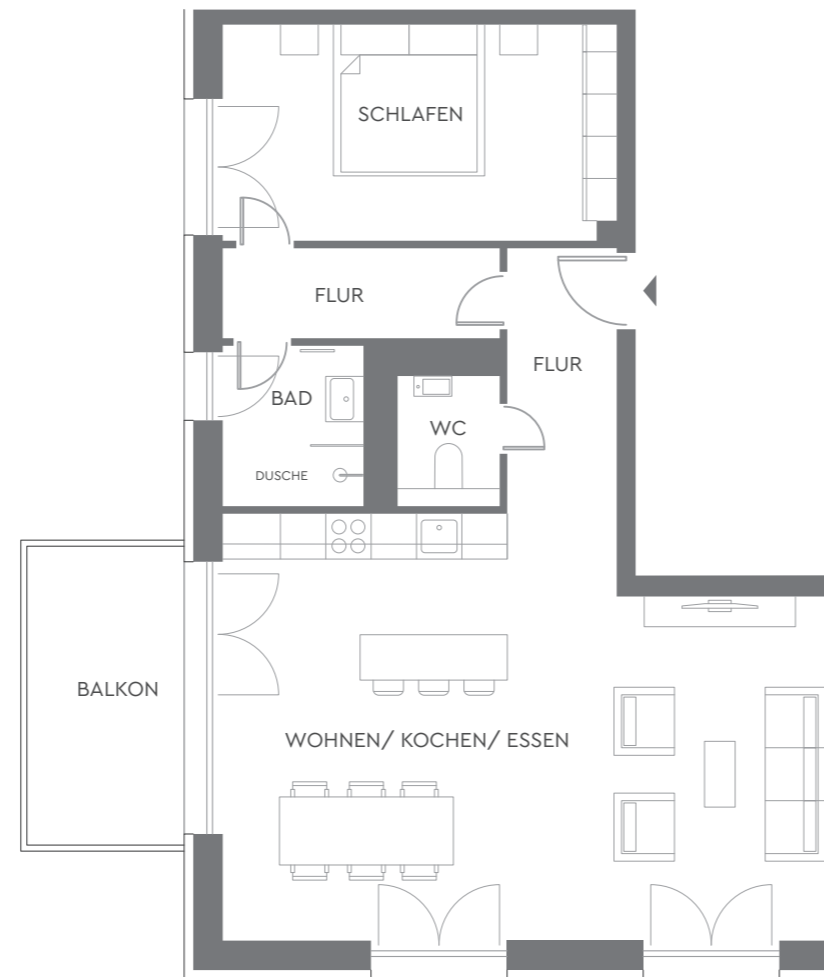 SCHLAFEN
FLUR
FLUR
BAD
WC
DUSCHE
BALKON
WOHNEN/ KOCHEN/ ESSEN